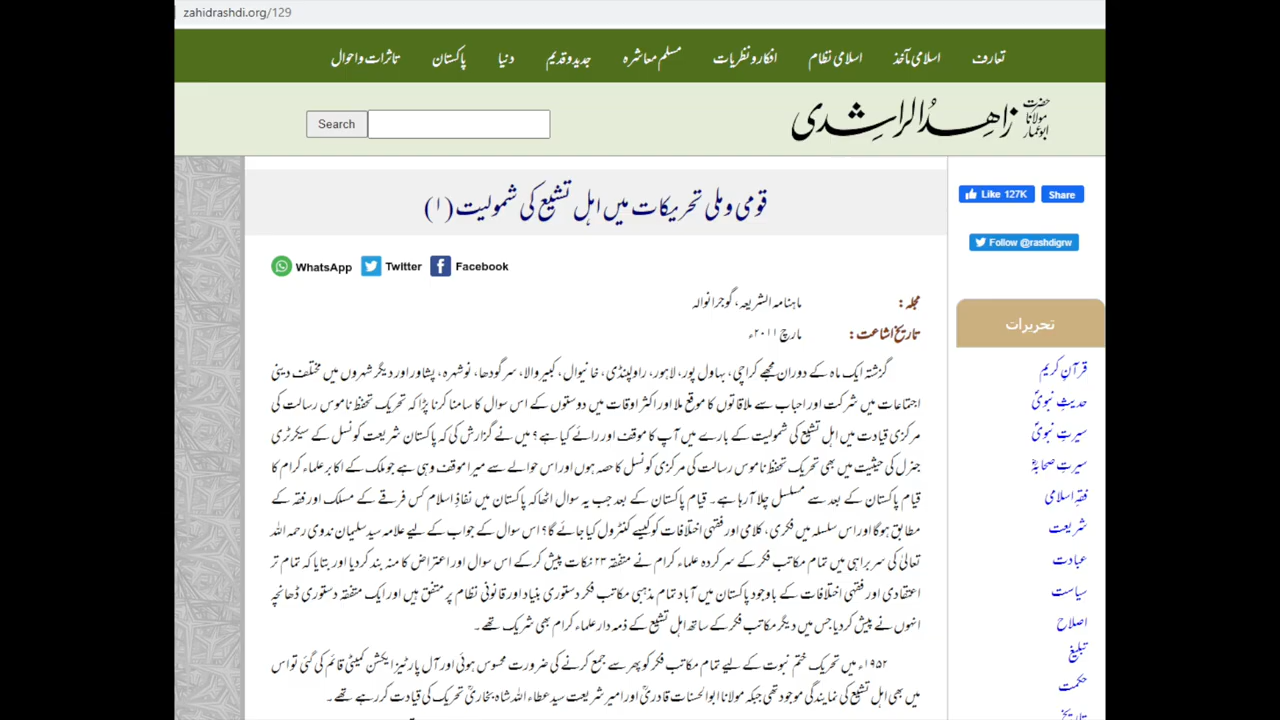 zahidrashdi.org/129
تعارف
اسلامی مآخذ
اسلامی نظام
افکار و نظریات
مسلم معاشرہ
جدید و قدیم
دنیا
پاکستان
تاثرات و احوال
حضرت مولانا ابوعمار زاھد الراشدی
Search
قومی و ملی تحریکات میں اہل تشیع کی شمولیت (۱)
Like 127K
Share
Follow @rashdigrw
WhatsApp
Twitter
Facebook
مجلہ: ماہنامہ الشریعہ، گوجرانوالہ
تاریخ اشاعت: مارچ ۲۰۱۱ء
گزشتہ ایک ماہ کے دوران مجھے کراچی، بہاول پور، لاہور، راولپنڈی، خانیوال، کبیروالا، سرگودھا، نوشہرہ، پشاور اور دیگر شہروں میں مختلف دینی
اجتماعات میں شرکت اور احباب سے ملاقاتوں کا موقع ملا اور اکثر اوقات میں دوستوں کے اس سوال کا سامنا کرنا پڑا کہ تحریک تحفظ ناموس رسالت کی
مرکزی قیادت میں اہل تشیع کی شمولیت کے بارے میں آپ کا موقف اور رائے کیا ہے؟ میں نے گزارش کی کہ پاکستان شریعت کونسل کے سیکرٹری
جنرل کی حیثیت میں بھی تحریک تحفظ ناموس رسالت کی مرکزی کونسل کا حصہ ہوں اور اس حوالے سے میرا موقف وہی ہے جو ملک کے اکابر علماء کرام کا
قیام پاکستان کے بعد سے مسلسل چلا آ رہا ہے۔ قیام پاکستان کے بعد جب یہ سوال اٹھا کہ پاکستان میں نفاذِ اسلام کس فرقے کے مسلک اور فقہ کے
مطابق ہوگا اور اس سلسلہ میں فکری، کلامی اور فقہی اختلافات کو کیسے کنٹرول کیا جائے گا؟ اس سوال کے جواب کے لیے علامہ سید سلیمان ندوی رحمہ اللہ
تعالیٰ کی سربراہی میں تمام مکاتب فکر کے سرکردہ علماء کرام نے متفقہ ۲۳ نکات پیش کر کے اس سوال اور اعتراض کا منہ بند کر دیا اور بتایا کہ تمام تر
اعتقادی اور فقہی اختلافات کے باوجود پاکستان میں آباد تمام مذہبی مکاتب فکر دستوری بنیاد اور قانونی نظام پر متفق ہیں اور ایک متفقہ دستوری ڈھانچہ
انہوں نے پیش کر دیا جس میں دیگر مکاتب فکر کے ساتھ اہل تشیع کے ذمہ دار علماء کرام بھی شریک تھے۔
۱۹۵۲ء میں تحریک ختم نبوت کے لیے تمام مکاتب فکر کو پھر سے جمع کرنے کی ضرورت محسوس ہوئی اور آل پارٹیز ایکشن کمیٹی قائم کی گئی تو اس
میں بھی اہل تشیع کی نمایندگی موجود تھی جبکہ مولانا ابوالحسنات قادریؒ اور امیر شریعت سید عطاء اللہ شاہ بخاریؒ تحریک کی قیادت کر رہے تھے۔
تحریرات
قرآنِ کریم
حدیثِ نبویؐ
سیرتِ نبویؐ
سیرتِ صحابہؓ
فقہِ اسلامی
شریعت
عبادت
سیاست
اصلاح
تبلیغ
حکمت
تاریخ